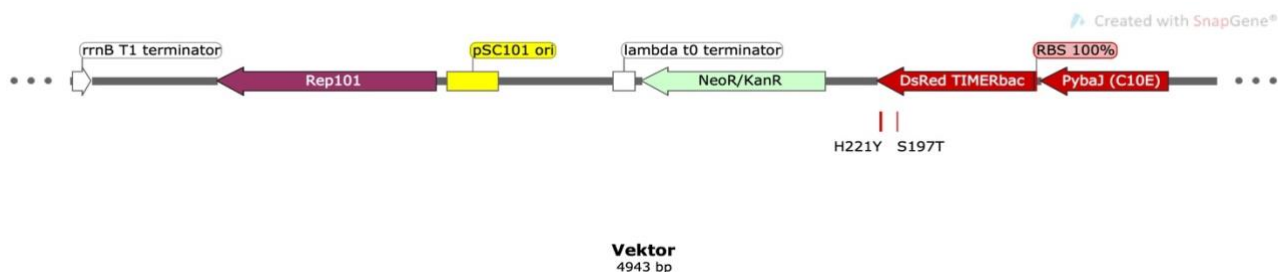 Created with SnapGene®
rrnB T1 terminator
pSC101 ori
lambda t0 terminator
RBS 100%
Rep101
NeoR/KanR
DsRed TIMERbac
PybaJ (C10E)
H221Y
S197T
Vektor
4943 bp